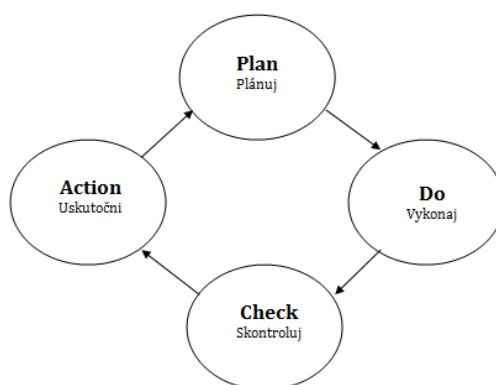 Plan
Plánuj
Do
Vykonaj
Check
Skontroluj
Action
Uskutočni